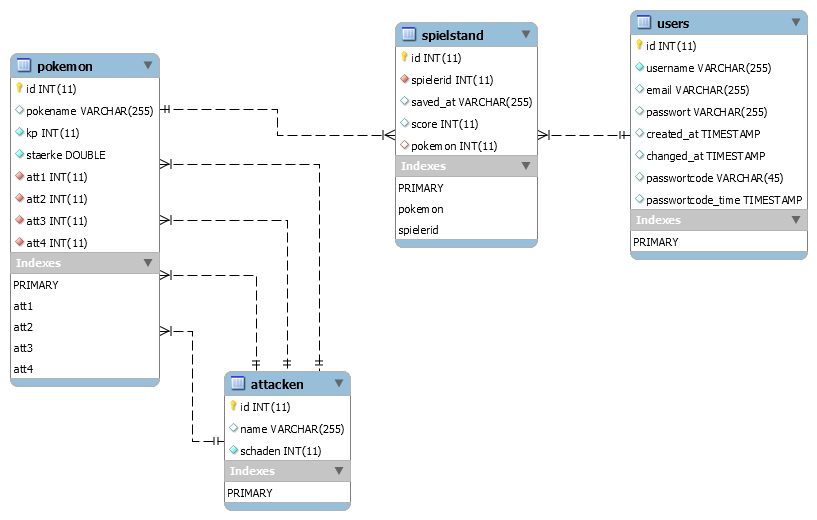 pokemon
id INT(11)
pokename VARCHAR(255)
kp INT(11)
staerke DOUBLE
att1 INT(11)
att2 INT(11)
att3 INT(11)
att4 INT(11)
Indexes
PRIMARY
att1
att2
att3
att4
spielstand
id INT(11)
spielerid INT(11)
saved_at VARCHAR(255)
score INT(11)
pokemon INT(11)
Indexes
PRIMARY
pokemon
spielerid
users
id INT(11)
username VARCHAR(255)
email VARCHAR(255)
passwort VARCHAR(255)
created_at TIMESTAMP
changed_at TIMESTAMP
passwortcode VARCHAR(45)
passwortcode_time TIMESTAMP
Indexes
PRIMARY
attacken
id INT(11)
name VARCHAR(255)
schaden INT(11)
Indexes
PRIMARY